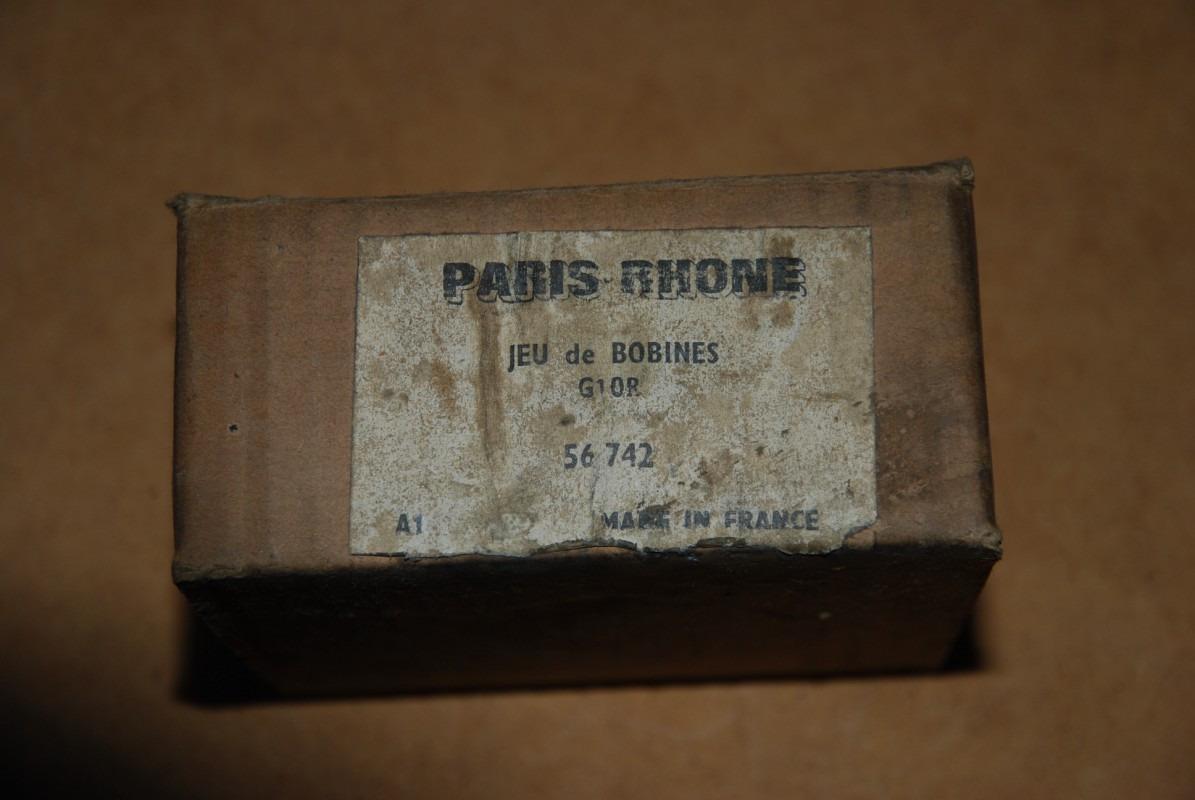 PARIS-RHONE
JEU de BOBINES
G10R
56 742
A1 MADE IN FRANCE